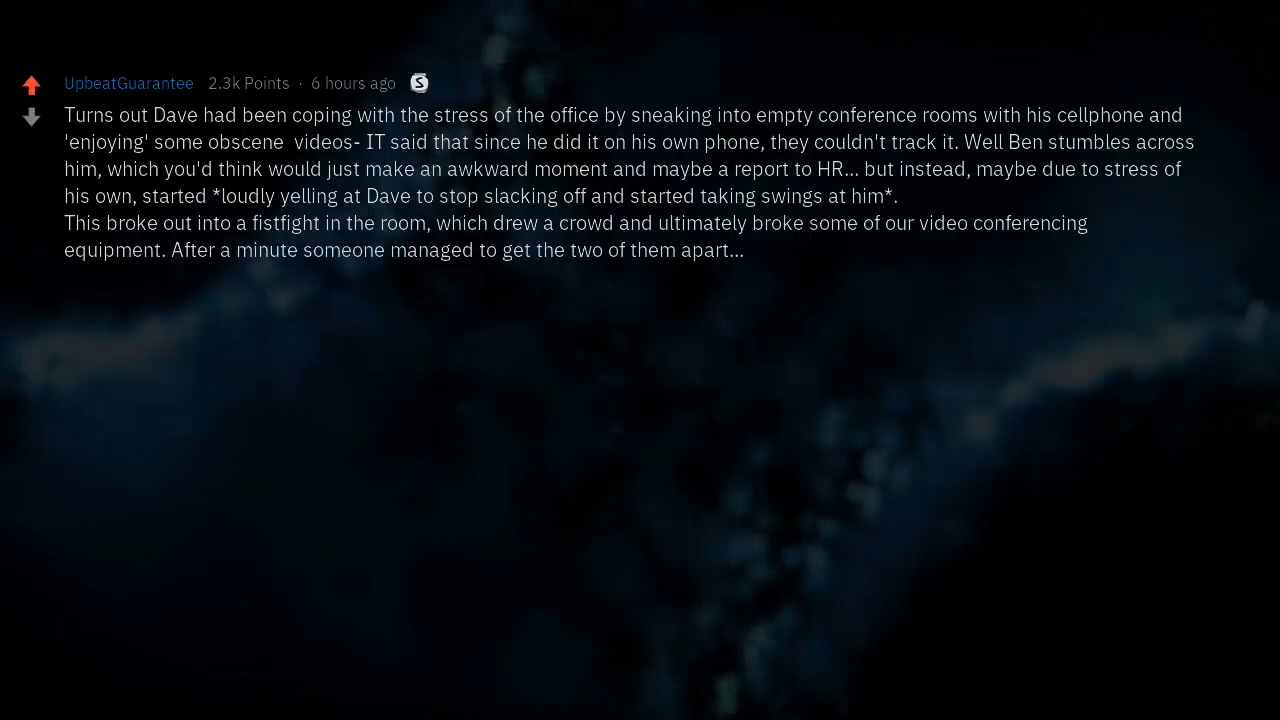 UpbeatGuarantee 2.3k Points · 6 hours ago S
Turns out Dave had been coping with the stress of the office by sneaking into empty conference rooms with his cellphone and
'enjoying' some obscene  videos- IT said that since he did it on his own phone, they couldn't track it. Well Ben stumbles across
him, which you'd think would just make an awkward moment and maybe a report to HR... but instead, maybe due to stress of
his own, started *loudly yelling at Dave to stop slacking off and started taking swings at him*.
This broke out into a fistfight in the room, which drew a crowd and ultimately broke some of our video conferencing
equipment. After a minute someone managed to get the two of them apart...